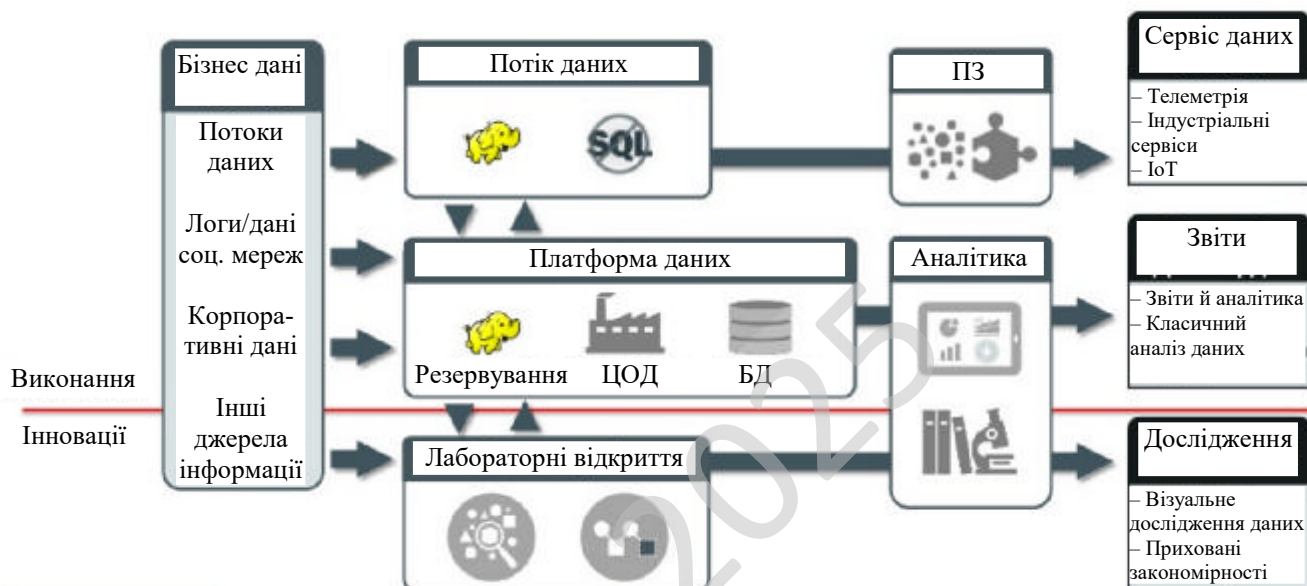 Бізнес дані
Потоки
даних
Логи/дані
соц. мереж
Корпора-
тивні дані
Інші
джерела
інформації
Виконання
Інновації
Потік даних
SQL
Платформа даних
Резервування
ЦОД
БД
Лабораторні відкриття
ПЗ
Аналітика
Сервіс даних
– Телеметрія
– Індустріальні
сервіси
– ІоТ
Звіти
– Звіти й аналітика
– Класичний
аналіз даних
Дослідження
– Візуальне
дослідження даних
– Приховані
закономірності
2025